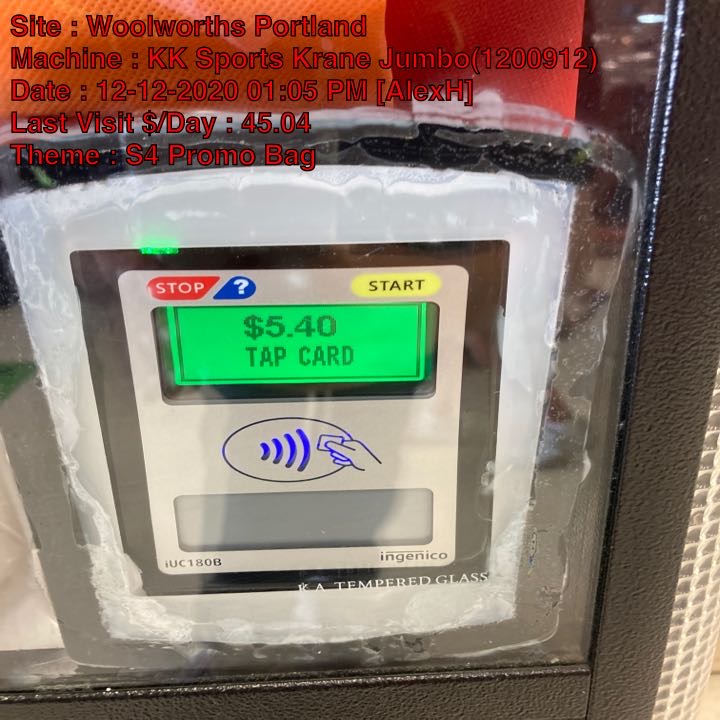 Site : Woolworths Portland
Machine : KK Sports Krane Jumbo(1200912)
Date : 12-12-2020 01:05 PM [AlexH]
Last Visit $/Day : 45.04
Theme : S4 Promo Bag
STOP ? START
$5.40
TAP CARD
iUC180B ingenico
K.A. TEMPERED GLASS